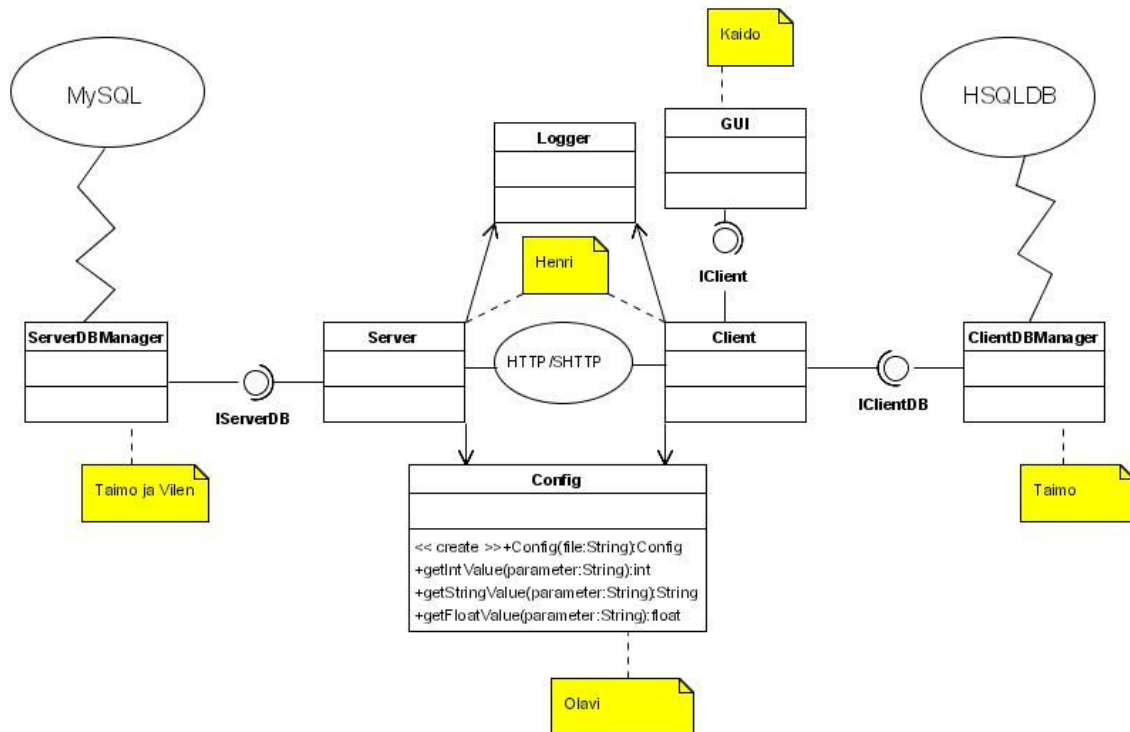 Kaido
MySQL
HSQLDB
GUI
Logger
Henri
IClient
ServerDBManager
Server
HTTP/SHTTP
Client
ClientDBManager
IServerDB
IClientDB
Taimo ja Vilen
Config
Taimo
<< create >>+Config(file:String):Config
+getIntValue(parameter:String):int
+getStringValue(parameter:String):String
+getFloatValue(parameter:String):float
Olavi